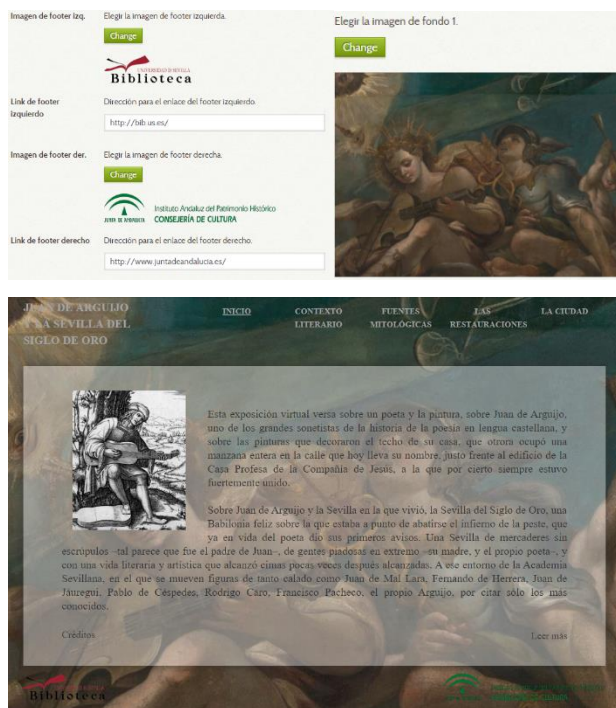 Imagen de footer izq.
Elegir la imagen de footer izquierda.
Change
UNIVERSIDAD D SEVILLA
Biblioteca
Link de footer
izquierdo
Dirección para el enlace del footer izquierdo.
http://bib.us.es/
Imagen de footer der.
Elegir la imagen de footer derecha.
Change
JUNTA DE ANDALUCIA
Instituto Andaluz del Patrimonio Histórico
CONSEJERÍA DE CULTURA
Link de footer derecho
Dirección para el enlace del footer derecho.
http://www.juntadeandalucia.es/
Elegir la imagen de fondo 1.
Change
JUAN DE ARGUIJO
Y LA SEVILLA DEL
SIGLO DE ORO
INICIO
CONTEXTO
LITERARIO
FUENTES
MITOLÓGICAS
LAS
RESTAURACIONES
LA CIUDAD
Esta exposición virtual versa sobre un poeta y la pintura, sobre Juan de Arguijo,
uno de los grandes sonetistas de la historia de la poesía en lengua castellana, y
sobre las pinturas que decoraron el techo de su casa, que otrora ocupó una
manzana entera en la calle que hoy lleva su nombre, justo frente al edificio de la
Casa Profesa de la Compañía de Jesús, a la que por cierto siempre estuvo
fuertemente unido.
Sobre Juan de Arguijo y la Sevilla en la que vivió, la Sevilla del Siglo de Oro, una
Babilonia feliz sobre la que estaba a punto de abatirse el infierno de la peste, que
ya en vida del poeta dio sus primeros avisos. Una Sevilla de mercaderes sin
escrúpulos –tal parece que fue el padre de Juan–, de gentes piadosas en extremo –su madre, y el propio poeta–, y
con una vida literaria y artística que alcanzó cimas pocas veces después alcanzadas. A ese entorno de la Academia
Sevillana, en el que se mueven figuras de tanto calado como Juan de Mal Lara, Fernando de Herrera, Juan de
Jáuregui, Pablo de Céspedes, Rodrigo Caro, Francisco Pacheco, el propio Arguijo, por citar sólo los más
conocidos.
Créditos
Leer más
Biblioteca